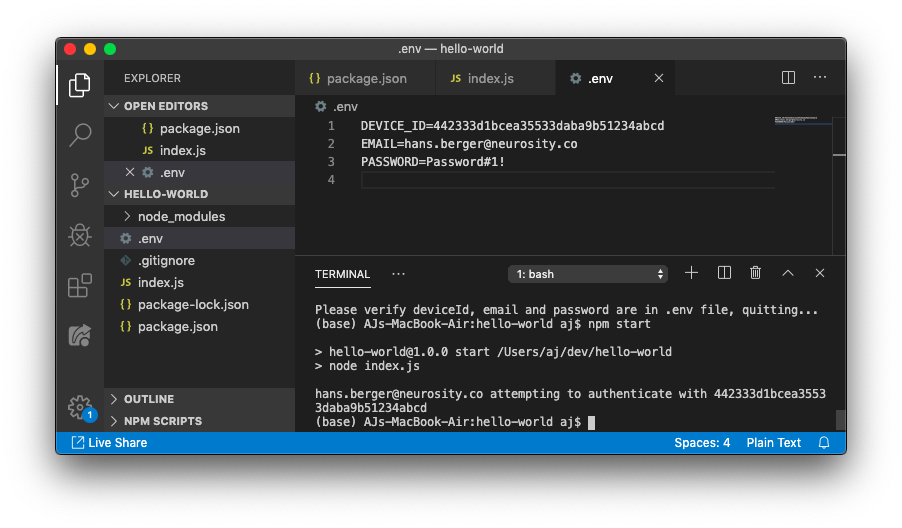 .env — hello-world
EXPLORER
OPEN EDITORS
{} package.json
JS index.js
.env
HELLO-WORLD
node_modules
.env
.gitignore
JS index.js
{} package-lock.json
{} package.json
OUTLINE
NPM SCRIPTS
{} package.json
JS index.js
.env
.env
1 DEVICE_ID=442333d1bcea35533daba9b51234abcd
2 EMAIL=hans.berger@neurosity.co
3 PASSWORD=Password#1!
4
TERMINAL ···
1: bash
Please verify deviceId, email and password are in .env file, quitting...
(base) AJs-MacBook-Air:hello-world aj$ npm start
> hello-world@1.0.0 start /Users/aj/dev/hello-world
> node index.js
hans.berger@neurosity.co attempting to authenticate with 442333d1bcea3553
3daba9b51234abcd
(base) AJs-MacBook-Air:hello-world aj$
1
Live Share
Spaces: 4 Plain Text